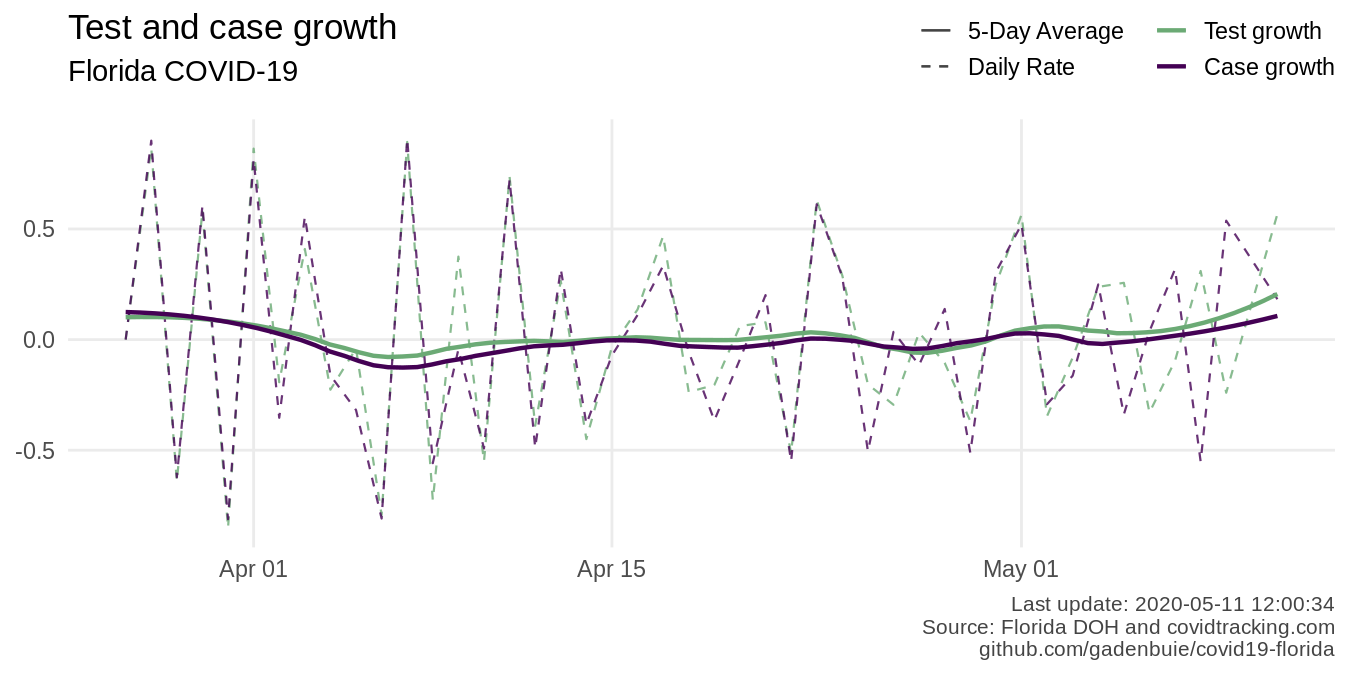 Test and case growth
Florida COVID-19
5-Day Average
Test growth
Daily Rate
Case growth
0.5
0.0
-0.5
Apr 01
Apr 15
May 01
Last update: 2020-05-11 12:00:34
Source: Florida DOH and covidtracking.com
github.com/gadenbuie/covid19-florida